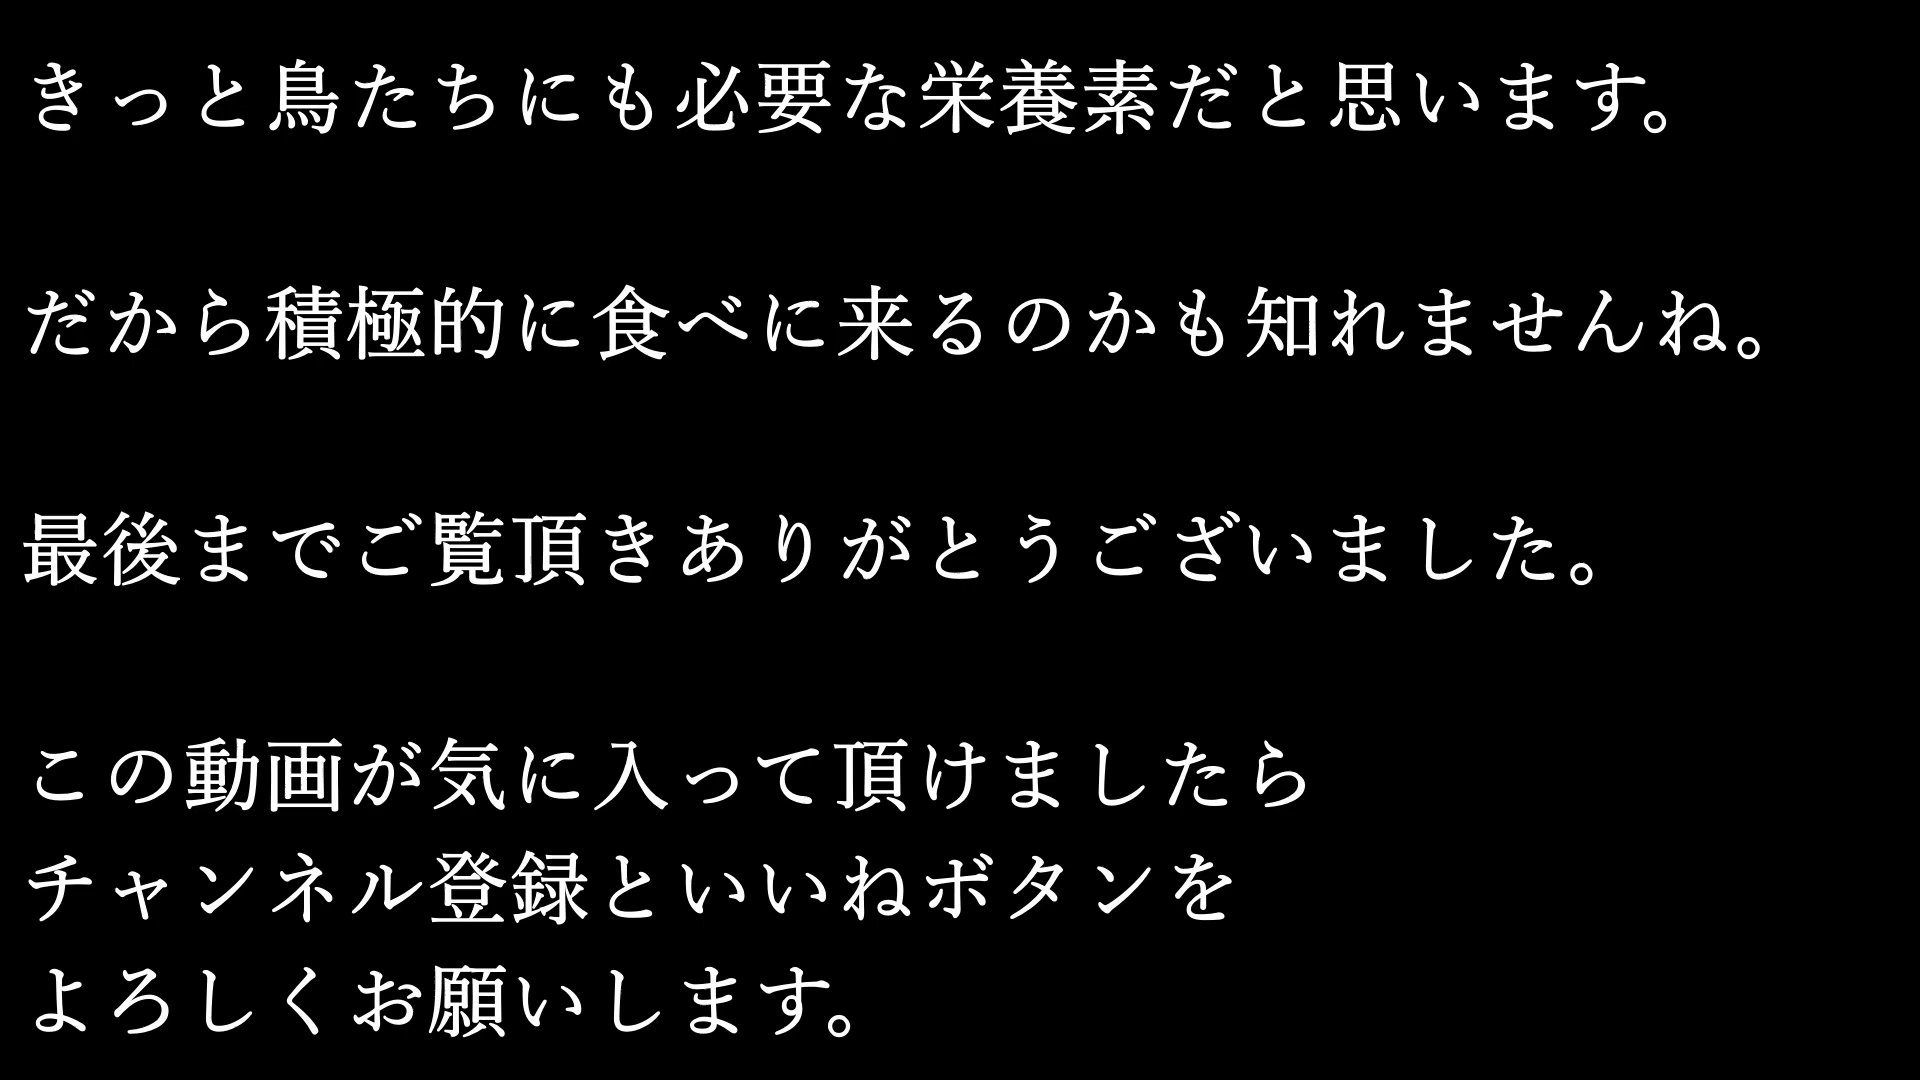 きっと鳥たちにも必要な栄養素だと思います。
だから積極的に食べに来るのかも知れませんね。
最後までご覧頂きありがとうございました。
この動画が気に入って頂けましたら
チャンネル登録といいねボタンを
よろしくお願いします。